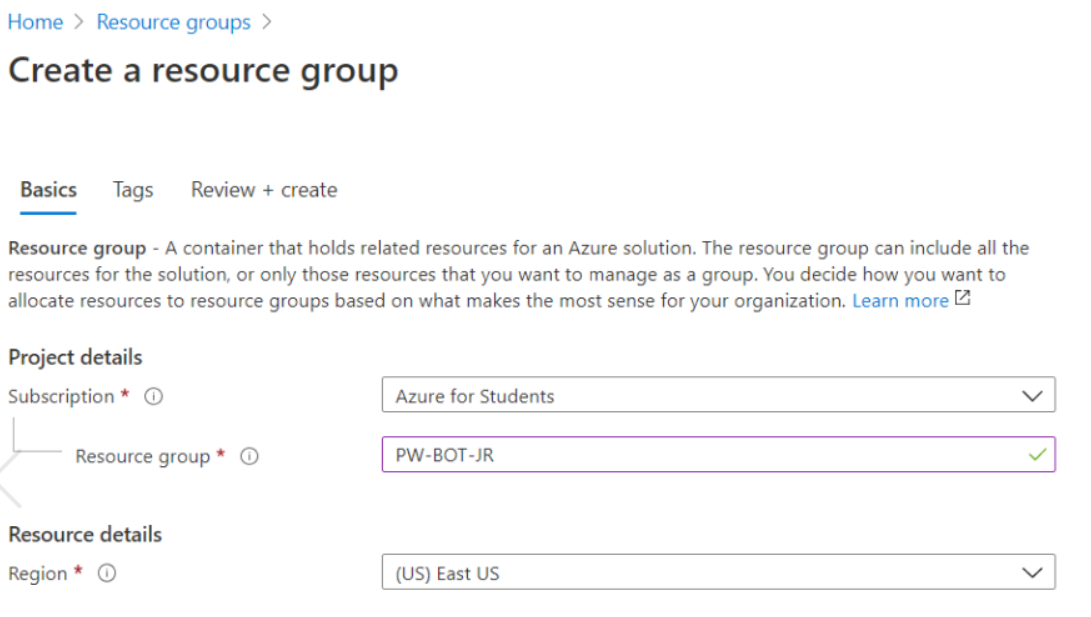 Home > Resource groups >
Create a resource group
Basics Tags Review + create
Resource group - A container that holds related resources for an Azure solution. The resource group can include all the
resources for the solution, or only those resources that you want to manage as a group. You decide how you want to
allocate resources to resource groups based on what makes the most sense for your organization. Learn more
Project details
Subscription * Azure for Students
Resource group * PW-BOT-JR
Resource details
Region * (US) East US